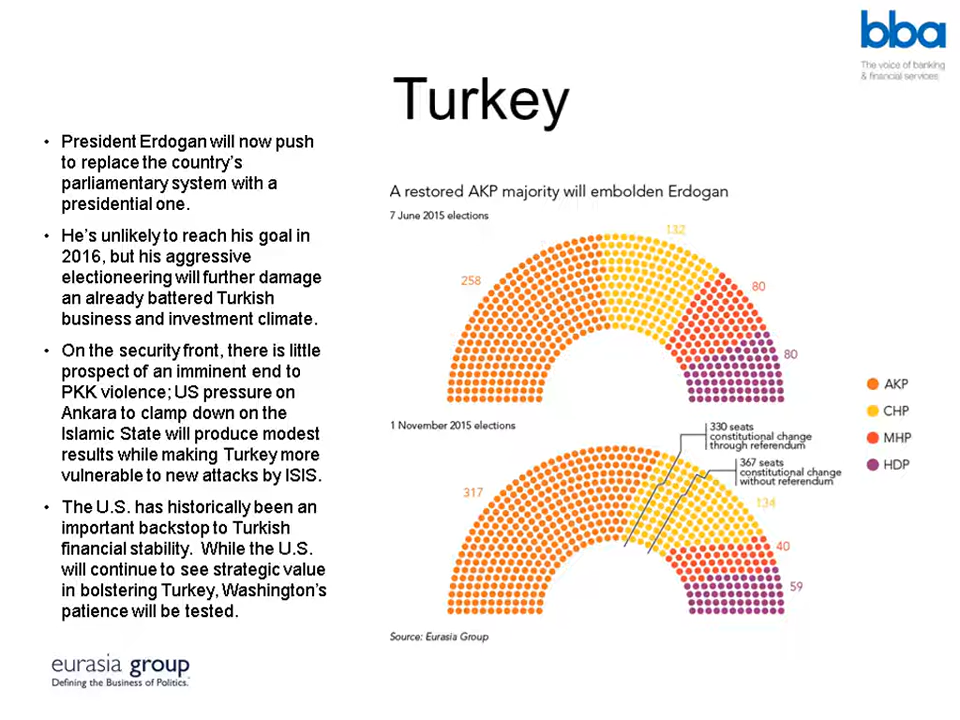 bba
The voice of banking
& financial services
Turkey
• President Erdogan will now push
to replace the country's
parliamentary system with a
presidential one.
• He's unlikely to reach his goal in
2016, but his aggressive
electioneering will further damage
an already battered Turkish
business and investment climate.
• On the security front, there is little
prospect of an imminent end to
PKK violence; US pressure on
Ankara to clamp down on the
Islamic State will produce modest
results while making Turkey more
vulnerable to new attacks by ISIS.
• The U.S. has historically been an
important backstop to Turkish
financial stability. While the U.S.
will continue to see strategic value
in bolstering Turkey, Washington's
patience will be tested.
A restored AKP majority will embolden Erdogan
7 June 2015 elections
132
258
80
80
AKP
CHP
MHP
HDP
1 November 2015 elections
330 seats
constitutional change
through referendum
367 seats
constitutional change
without referendum
317
134
40
59
Source: Eurasia Group
eurasia group
Defining the Business of Politics.